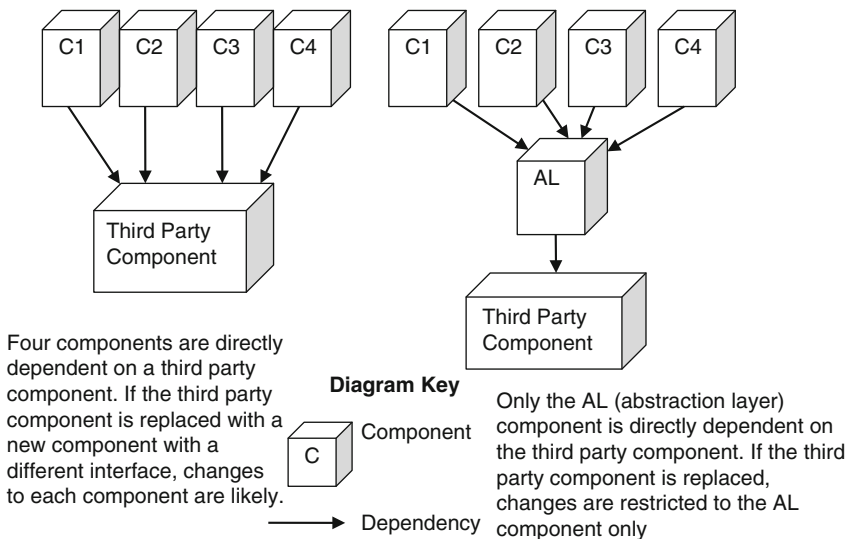 C1
C2
C3
C4
Third Party
Component
C1
C2
C3
C4
AL
Third Party
Component
Four components are directly
dependent on a third party
component. If the third party
component is replaced with a
new component with a
different interface, changes
to each component are likely.
Diagram Key
C
Component
Dependency
Only the AL (abstraction layer)
component is directly dependent on
the third party component. If the third
party component is replaced,
changes are restricted to the AL
component only